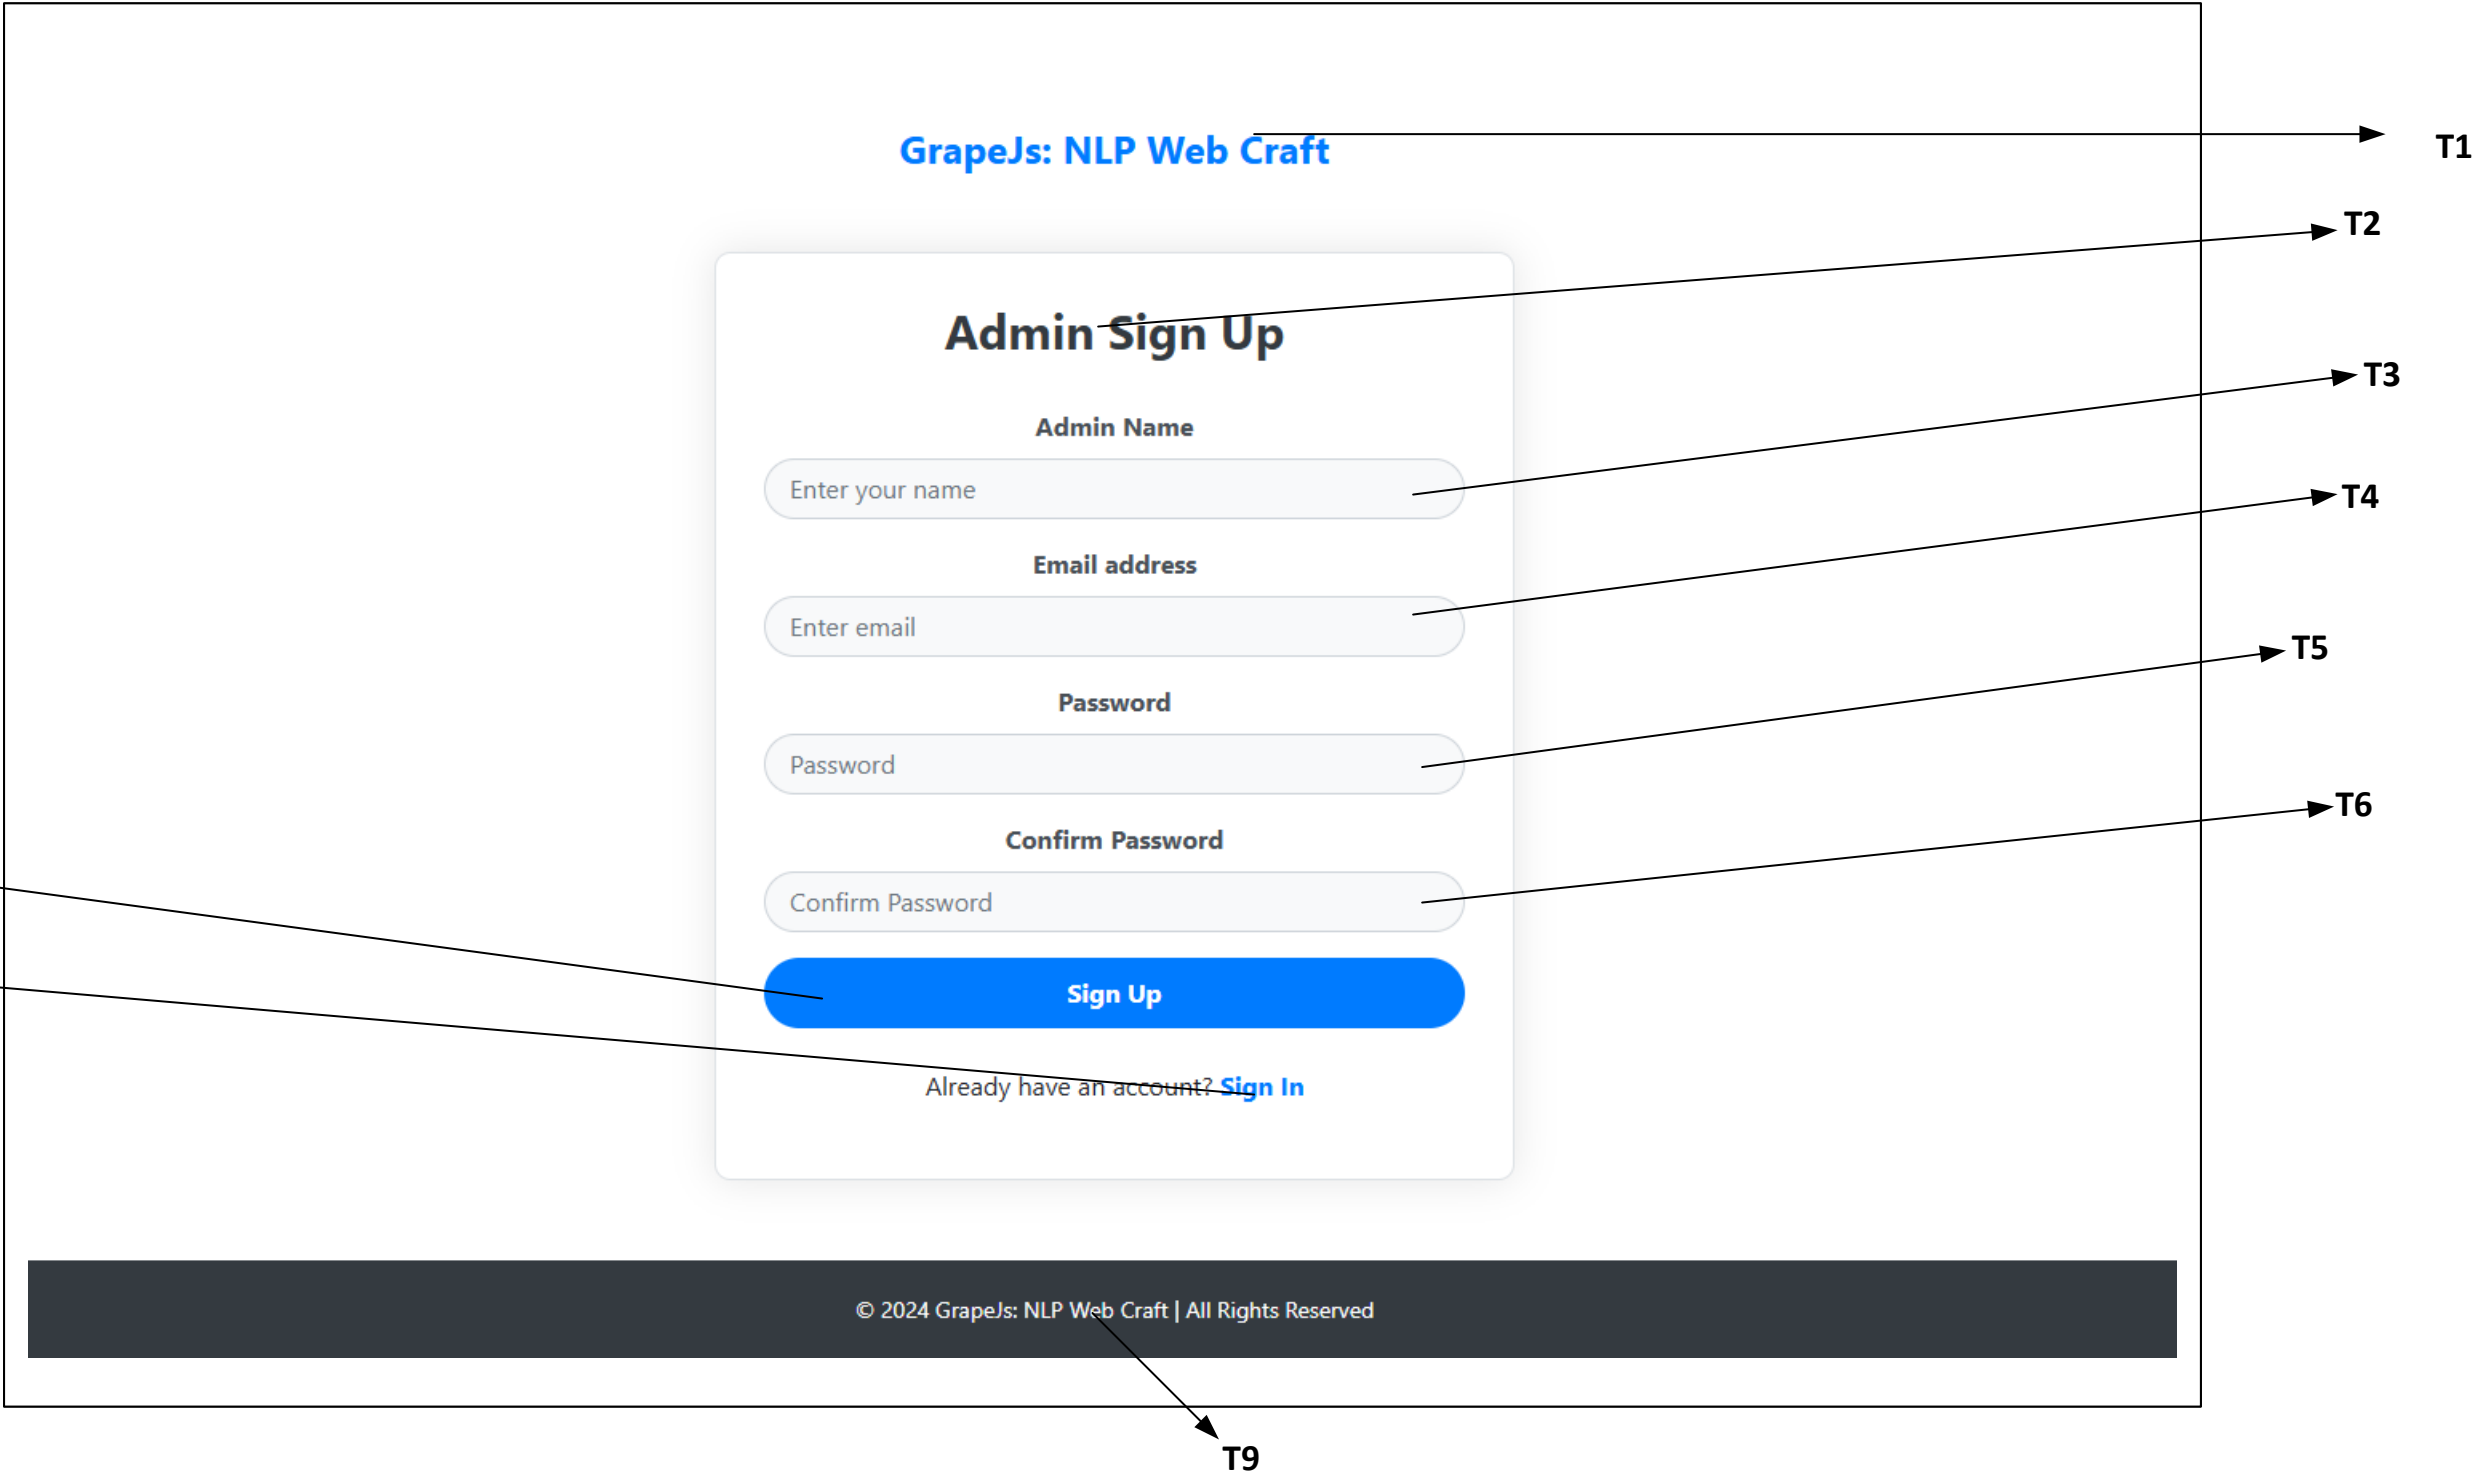 GrapeJs: NLP Web Craft
T1
T2
Admin Sign Up
T3
Admin Name
Enter your name
T4
Email address
Enter email
T5
Password
Password
T6
Confirm Password
Confirm Password
Sign Up
Already have an account? Sign In
© 2024 GrapeJs: NLP Web Craft | All Rights Reserved
T9